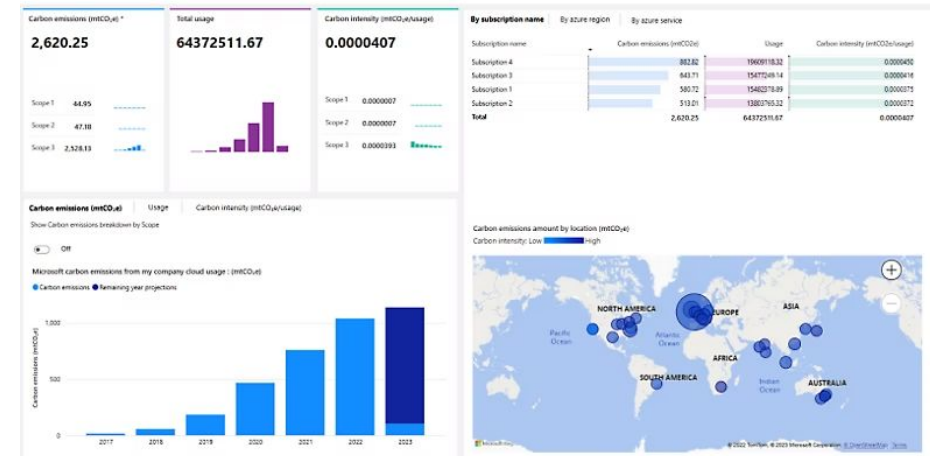 Carbon emissions (mtCO₂e) *
2,620.25
Scope 1 44.95
Scope 2 47.18
Scope 3 2,528.13
Total usage
64372511.67
Carbon intensity (mtCO₂e/usage)
0.0000407
Scope 1 0.0000007
Scope 2 0.0000007
Scope 3 0.0000393
By subscription name By azure region By azure service
Subscription name Carbon emissions (mtCO2e) Usage Carbon intensity (mtCO2e/usage)
Subscription 4 882.82 19609118.32 0.0000450
Subscription 3 643.71 15477249.14 0.0000416
Subscription 1 580.72 15482378.89 0.0000375
Subscription 2 513.01 13803765.32 0.0000372
Total 2,620.25 64372511.67 0.0000407
Carbon emissions (mtCO₂e) Usage Carbon intensity (mtCO₂e/usage)
Show Carbon emissions breakdown by Scope
Off
Microsoft carbon emissions from my company cloud usage : (mtCO₂e)
Carbon emissions Remaining year projections
Carbon emissions (mtCO₂e)
1,000
500
0
2017 2018 2019 2020 2021 2022 2023
Carbon emissions amount by location (mtCO₂e)
Carbon intensity: Low High
NORTH AMERICA
EUROPE
ASIA
Pacific
Ocean
Atlantic
Ocean
AFRICA
SOUTH AMERICA
Indian
Ocean
AUSTRALIA
© 2022 TomTom, © 2023 Microsoft Corporation, © OpenStreetMap Terms